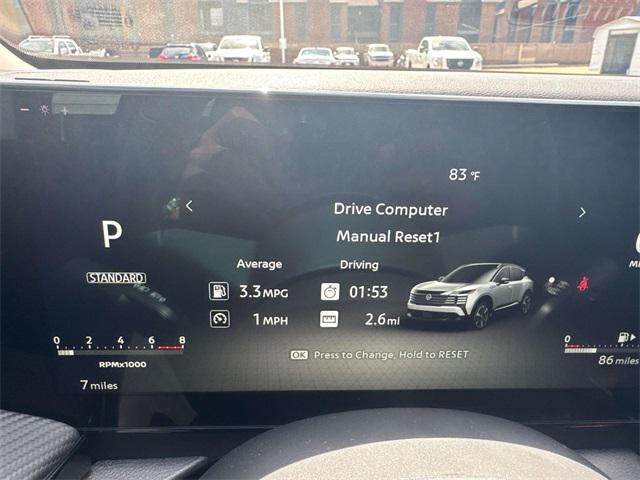 83 °F
Drive Computer
Manual Reset1
P
Average Driving
STANDARD
3.3 MPG 01:53
1 MPH 2.6 mi
0 2 4 6 8
RPMx1000
OK Press to Change, Hold to RESET
0
7 miles
86 miles